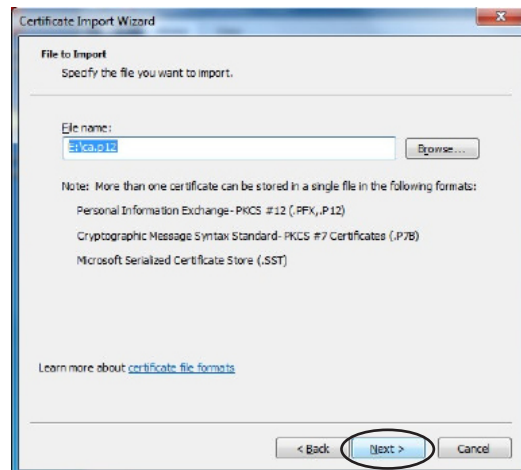 Certificate Import Wizard
File to Import
Specify the file you want to import.
File name:
E:\ca.p12
Browse...
Note: More than one certificate can be stored in a single file in the following formats:
Personal Information Exchange- PKCS #12 (.PFX,.P12)
Cryptographic Message Syntax Standard- PKCS #7 Certificates (.P7B)
Microsoft Serialized Certificate Store (.SST)
Learn more about certificate file formats
< Back Next > Cancel